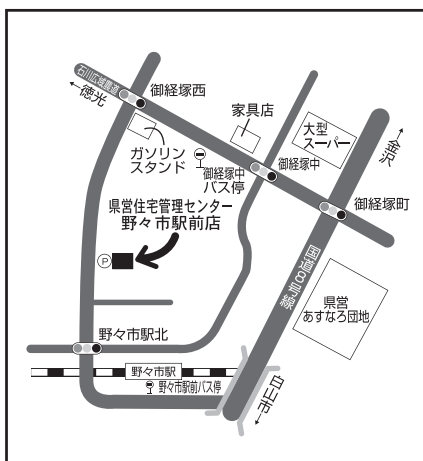 石川広域農道
←徳光
御経塚西
家具店
大型
スーパー
金沢→
ガソリン
スタンド
御経塚中
バス停
御経塚中
御経塚町
県営住宅管理センター
野々市駅前店
P
国道8号線
県営
あすなろ団地
野々市駅北
野々市駅
野々市駅前バス停
←白山市